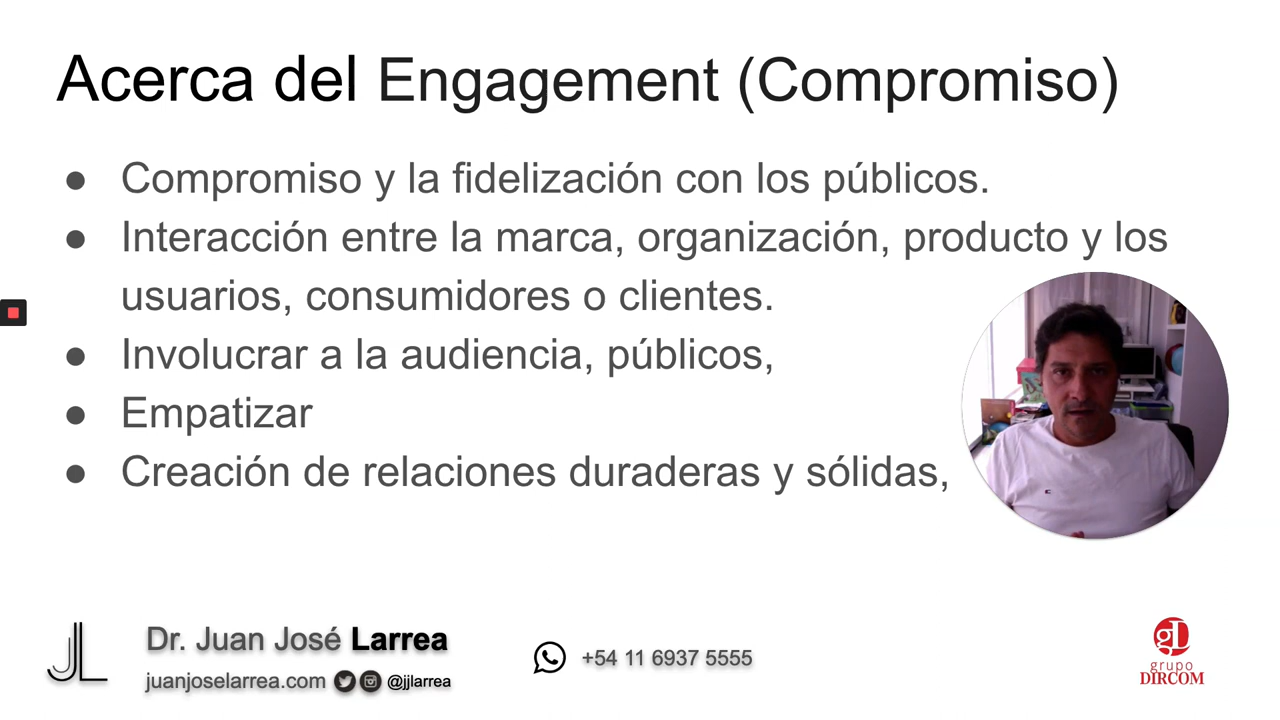 Acerca del Engagement (Compromiso)
● Compromiso y la fidelización con los públicos.
● Interacción entre la marca, organización, producto y los
usuarios, consumidores o clientes.
● Involucrar a la audiencia, públicos,
● Empatizar
● Creación de relaciones duraderas y sólidas,
JL
Dr. Juan José Larrea
juanjoselarrea.com @jjlarrea
+54 11 6937 5555
gD
grupo
DIRCOM